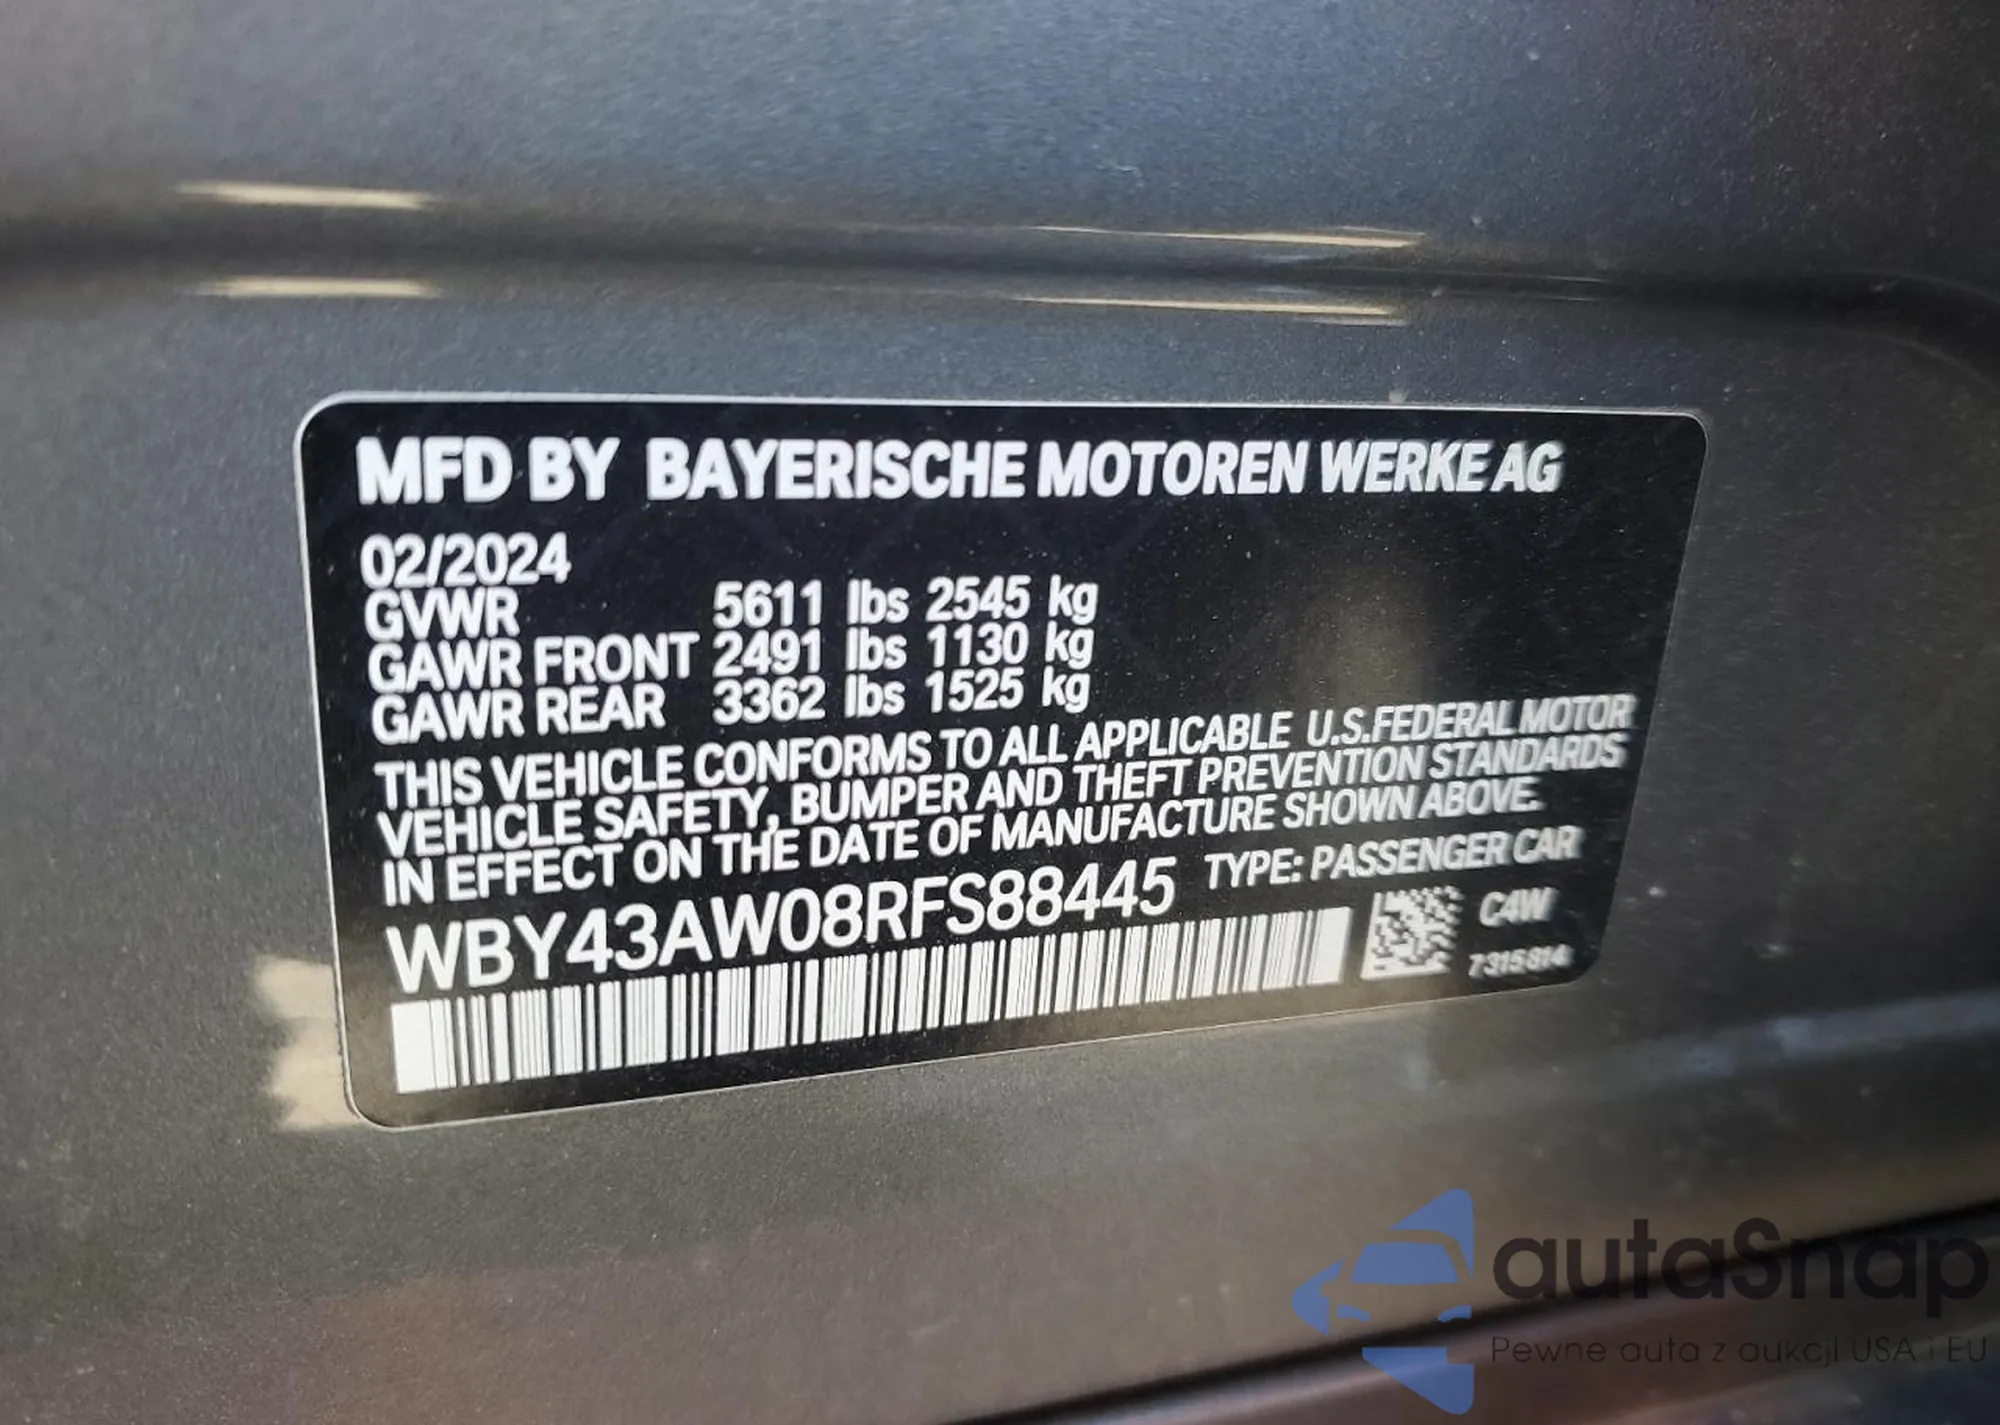 MFD BY BAYERISCHE MOTOREN WERKE AG
02/2024
GVWR 5611 lbs 2545 kg
GAWR FRONT 2491 lbs 1130 kg
GAWR REAR 3362 lbs 1525 kg
THIS VEHICLE CONFORMS TO ALL APPLICABLE U.S.FEDERAL MOTOR
VEHICLE SAFETY, BUMPER AND THEFT PREVENTION STANDARDS
IN EFFECT ON THE DATE OF MANUFACTURE SHOWN ABOVE.
WBY43AW08RFS88445 TYPE: PASSENGER CAR
C4W
7315814
autaSnap
Pewne auta z aukcji USA i EU